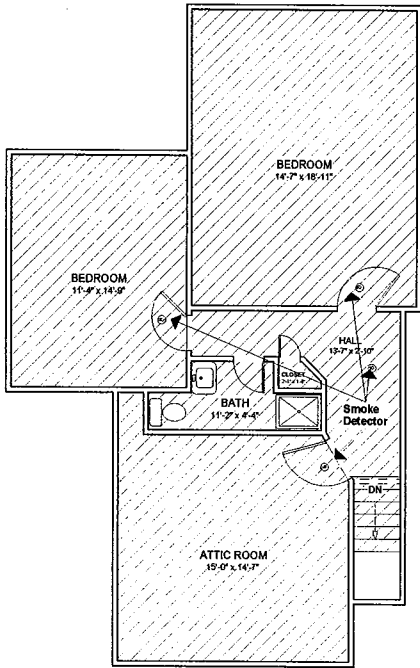 BEDROOM
14'-7" x 18'-11"
BEDROOM
11'-4" x 14'-9"
HALL
13'-7" x 2'-10"
CLOSET
BATH
11'-2" x 4'-4"
Smoke
Detector
DN
ATTIC ROOM
15'-0" x 14'-7"